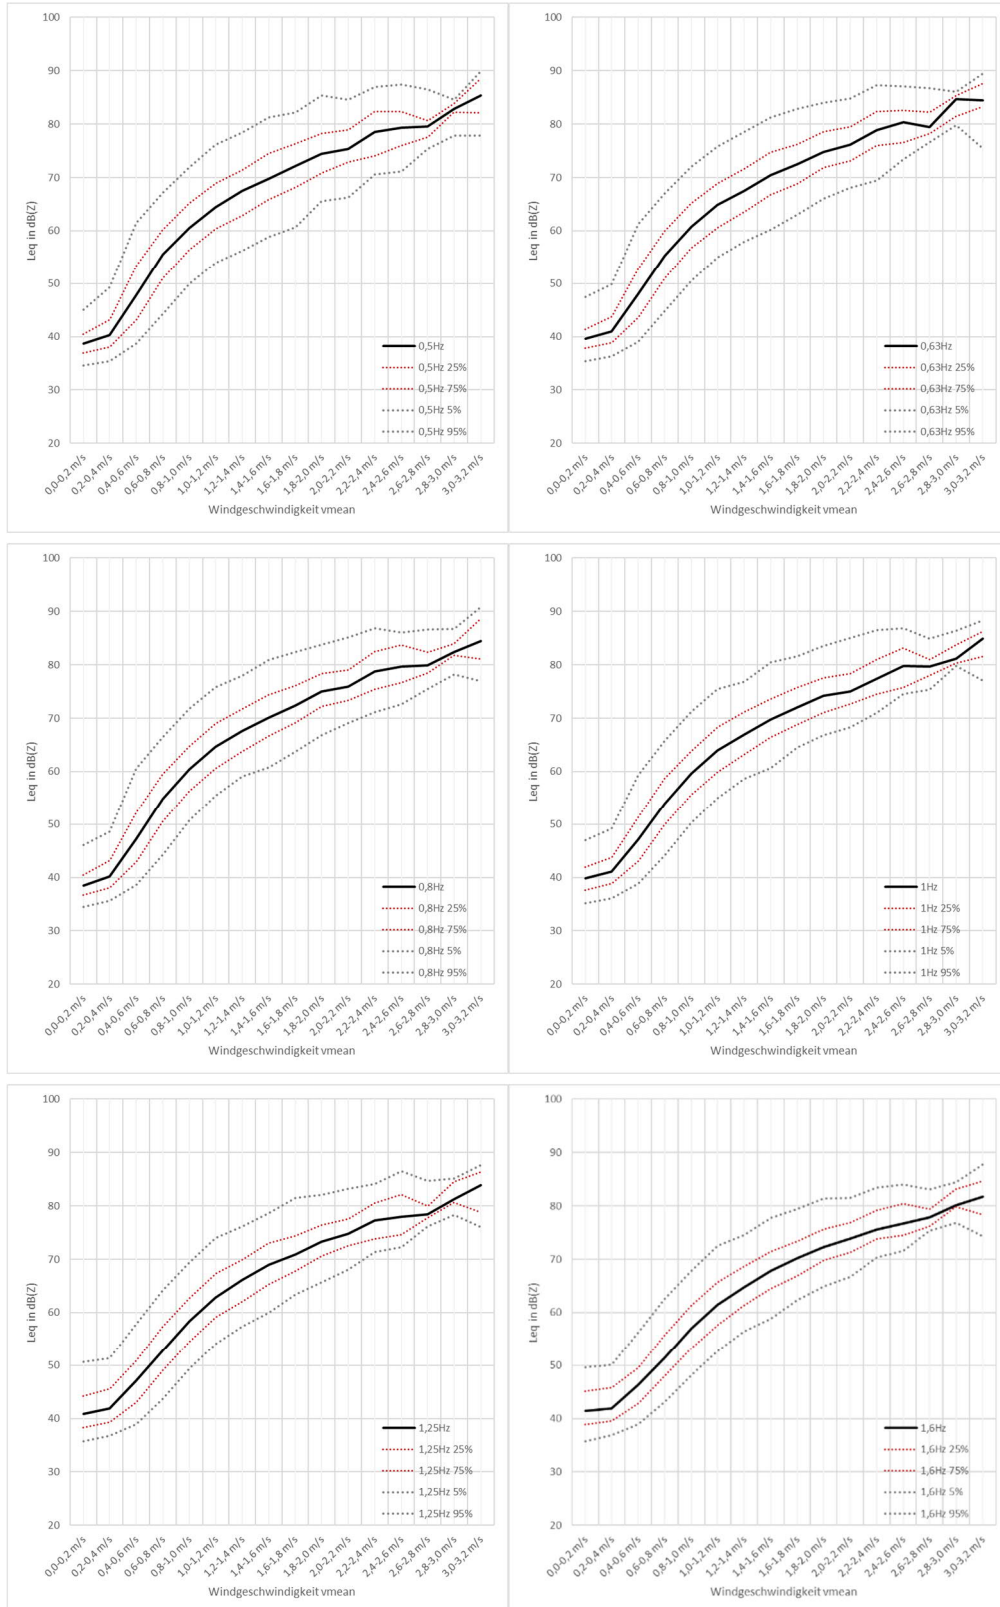 100
90
80
70
60
50
40
30
20
Leq in dB(Z)
0,5Hz
0,5Hz 25%
0,5Hz 75%
0,5Hz 5%
0,5Hz 95%
0,0-0,2 m/s
0,2-0,4 m/s
0,4-0,6 m/s
0,6-0,8 m/s
0,8-1,0 m/s
1,0-1,2 m/s
1,2-1,4 m/s
1,4-1,6 m/s
1,6-1,8 m/s
1,8-2,0 m/s
2,0-2,2 m/s
2,2-2,4 m/s
2,4-2,6 m/s
2,6-2,8 m/s
2,8-3,0 m/s
3,0-3,2 m/s
Windgeschwindigkeit vmean
100
90
80
70
60
50
40
30
20
Leq in dB(Z)
0,63Hz
0,63Hz 25%
0,63Hz 75%
0,63Hz 5%
0,63Hz 95%
0,0-0,2 m/s
0,2-0,4 m/s
0,4-0,6 m/s
0,6-0,8 m/s
0,8-1,0 m/s
1,0-1,2 m/s
1,2-1,4 m/s
1,4-1,6 m/s
1,6-1,8 m/s
1,8-2,0 m/s
2,0-2,2 m/s
2,2-2,4 m/s
2,4-2,6 m/s
2,6-2,8 m/s
2,8-3,0 m/s
3,0-3,2 m/s
Windgeschwindigkeit vmean
100
90
80
70
60
50
40
30
20
Leq in dB(Z)
0,8Hz
0,8Hz 25%
0,8Hz 75%
0,8Hz 5%
0,8Hz 95%
0,0-0,2 m/s
0,2-0,4 m/s
0,4-0,6 m/s
0,6-0,8 m/s
0,8-1,0 m/s
1,0-1,2 m/s
1,2-1,4 m/s
1,4-1,6 m/s
1,6-1,8 m/s
1,8-2,0 m/s
2,0-2,2 m/s
2,2-2,4 m/s
2,4-2,6 m/s
2,6-2,8 m/s
2,8-3,0 m/s
3,0-3,2 m/s
Windgeschwindigkeit vmean
100
90
80
70
60
50
40
30
20
Leq in dB(Z)
1Hz
1Hz 25%
1Hz 75%
1Hz 5%
1Hz 95%
0,0-0,2 m/s
0,2-0,4 m/s
0,4-0,6 m/s
0,6-0,8 m/s
0,8-1,0 m/s
1,0-1,2 m/s
1,2-1,4 m/s
1,4-1,6 m/s
1,6-1,8 m/s
1,8-2,0 m/s
2,0-2,2 m/s
2,2-2,4 m/s
2,4-2,6 m/s
2,6-2,8 m/s
2,8-3,0 m/s
3,0-3,2 m/s
Windgeschwindigkeit vmean
100
90
80
70
60
50
40
30
20
Leq in dB(Z)
1,25Hz
1,25Hz 25%
1,25Hz 75%
1,25Hz 5%
1,25Hz 95%
0,0-0,2 m/s
0,2-0,4 m/s
0,4-0,6 m/s
0,6-0,8 m/s
0,8-1,0 m/s
1,0-1,2 m/s
1,2-1,4 m/s
1,4-1,6 m/s
1,6-1,8 m/s
1,8-2,0 m/s
2,0-2,2 m/s
2,2-2,4 m/s
2,4-2,6 m/s
2,6-2,8 m/s
2,8-3,0 m/s
3,0-3,2 m/s
Windgeschwindigkeit vmean
100
90
80
70
60
50
40
30
20
Leq in dB(Z)
1,6Hz
1,6Hz 25%
1,6Hz 75%
1,6Hz 5%
1,6Hz 95%
0,0-0,2 m/s
0,2-0,4 m/s
0,4-0,6 m/s
0,6-0,8 m/s
0,8-1,0 m/s
1,0-1,2 m/s
1,2-1,4 m/s
1,4-1,6 m/s
1,6-1,8 m/s
1,8-2,0 m/s
2,0-2,2 m/s
2,2-2,4 m/s
2,4-2,6 m/s
2,6-2,8 m/s
2,8-3,0 m/s
3,0-3,2 m/s
Windgeschwindigkeit vmean